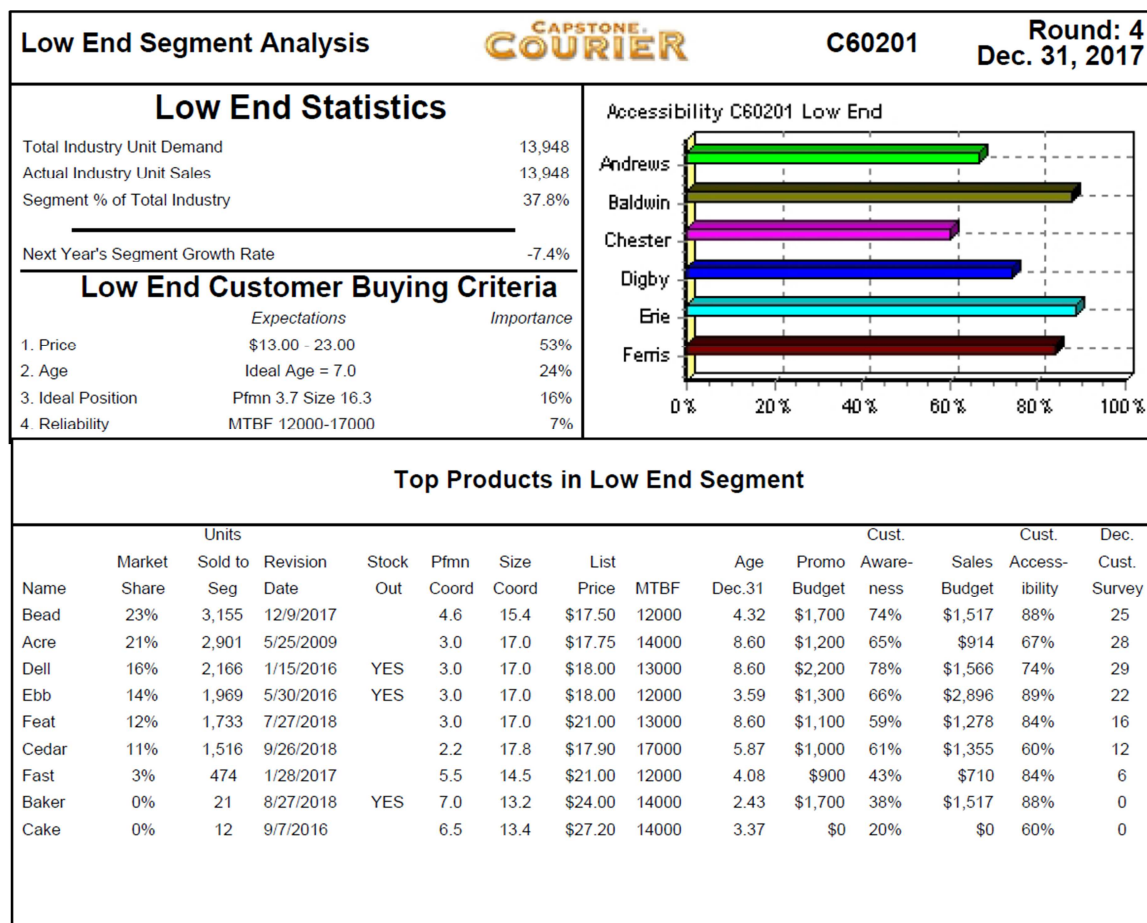 Low End Segment Analysis
CAPSTONE
COURIER
C60201
Round: 4
Dec. 31, 2017
Low End Statistics
Total Industry Unit Demand 13,948
Actual Industry Unit Sales 13,948
Segment % of Total Industry 37.8%
Next Year's Segment Growth Rate -7.4%
Low End Customer Buying Criteria
Expectations Importance
1. Price $13.00 - 23.00 53%
2. Age Ideal Age = 7.0 24%
3. Ideal Position Pfmn 3.7 Size 16.3 16%
4. Reliability MTBF 12000-17000 7%
Accessibility C60201 Low End
Andrews
Baldwin
Chester
Digby
Erie
Ferris
0% 20% 40% 60% 80% 100%
Top Products in Low End Segment
Units Cust. Cust. Dec.
Market Sold to Revision Stock Pfmn Size List Age Promo Aware- Sales Access- Cust.
Name Share Seg Date Out Coord Coord Price MTBF Dec.31 Budget ness Budget ibility Survey
Bead 23% 3,155 12/9/2017 4.6 15.4 $17.50 12000 4.32 $1,700 74% $1,517 88% 25
Acre 21% 2,901 5/25/2009 3.0 17.0 $17.75 14000 8.60 $1,200 65% $914 67% 28
Dell 16% 2,166 1/15/2016 YES 3.0 17.0 $18.00 13000 8.60 $2,200 78% $1,566 74% 29
Ebb 14% 1,969 5/30/2016 YES 3.0 17.0 $18.00 12000 3.59 $1,300 66% $2,896 89% 22
Feat 12% 1,733 7/27/2018 3.0 17.0 $21.00 13000 8.60 $1,100 59% $1,278 84% 16
Cedar 11% 1,516 9/26/2018 2.2 17.8 $17.90 17000 5.87 $1,000 61% $1,355 60% 12
Fast 3% 474 1/28/2017 5.5 14.5 $21.00 12000 4.08 $900 43% $710 84% 6
Baker 0% 21 8/27/2018 YES 7.0 13.2 $24.00 14000 2.43 $1,700 38% $1,517 88% 0
Cake 0% 12 9/7/2016 6.5 13.4 $27.20 14000 3.37 $0 20% $0 60% 0